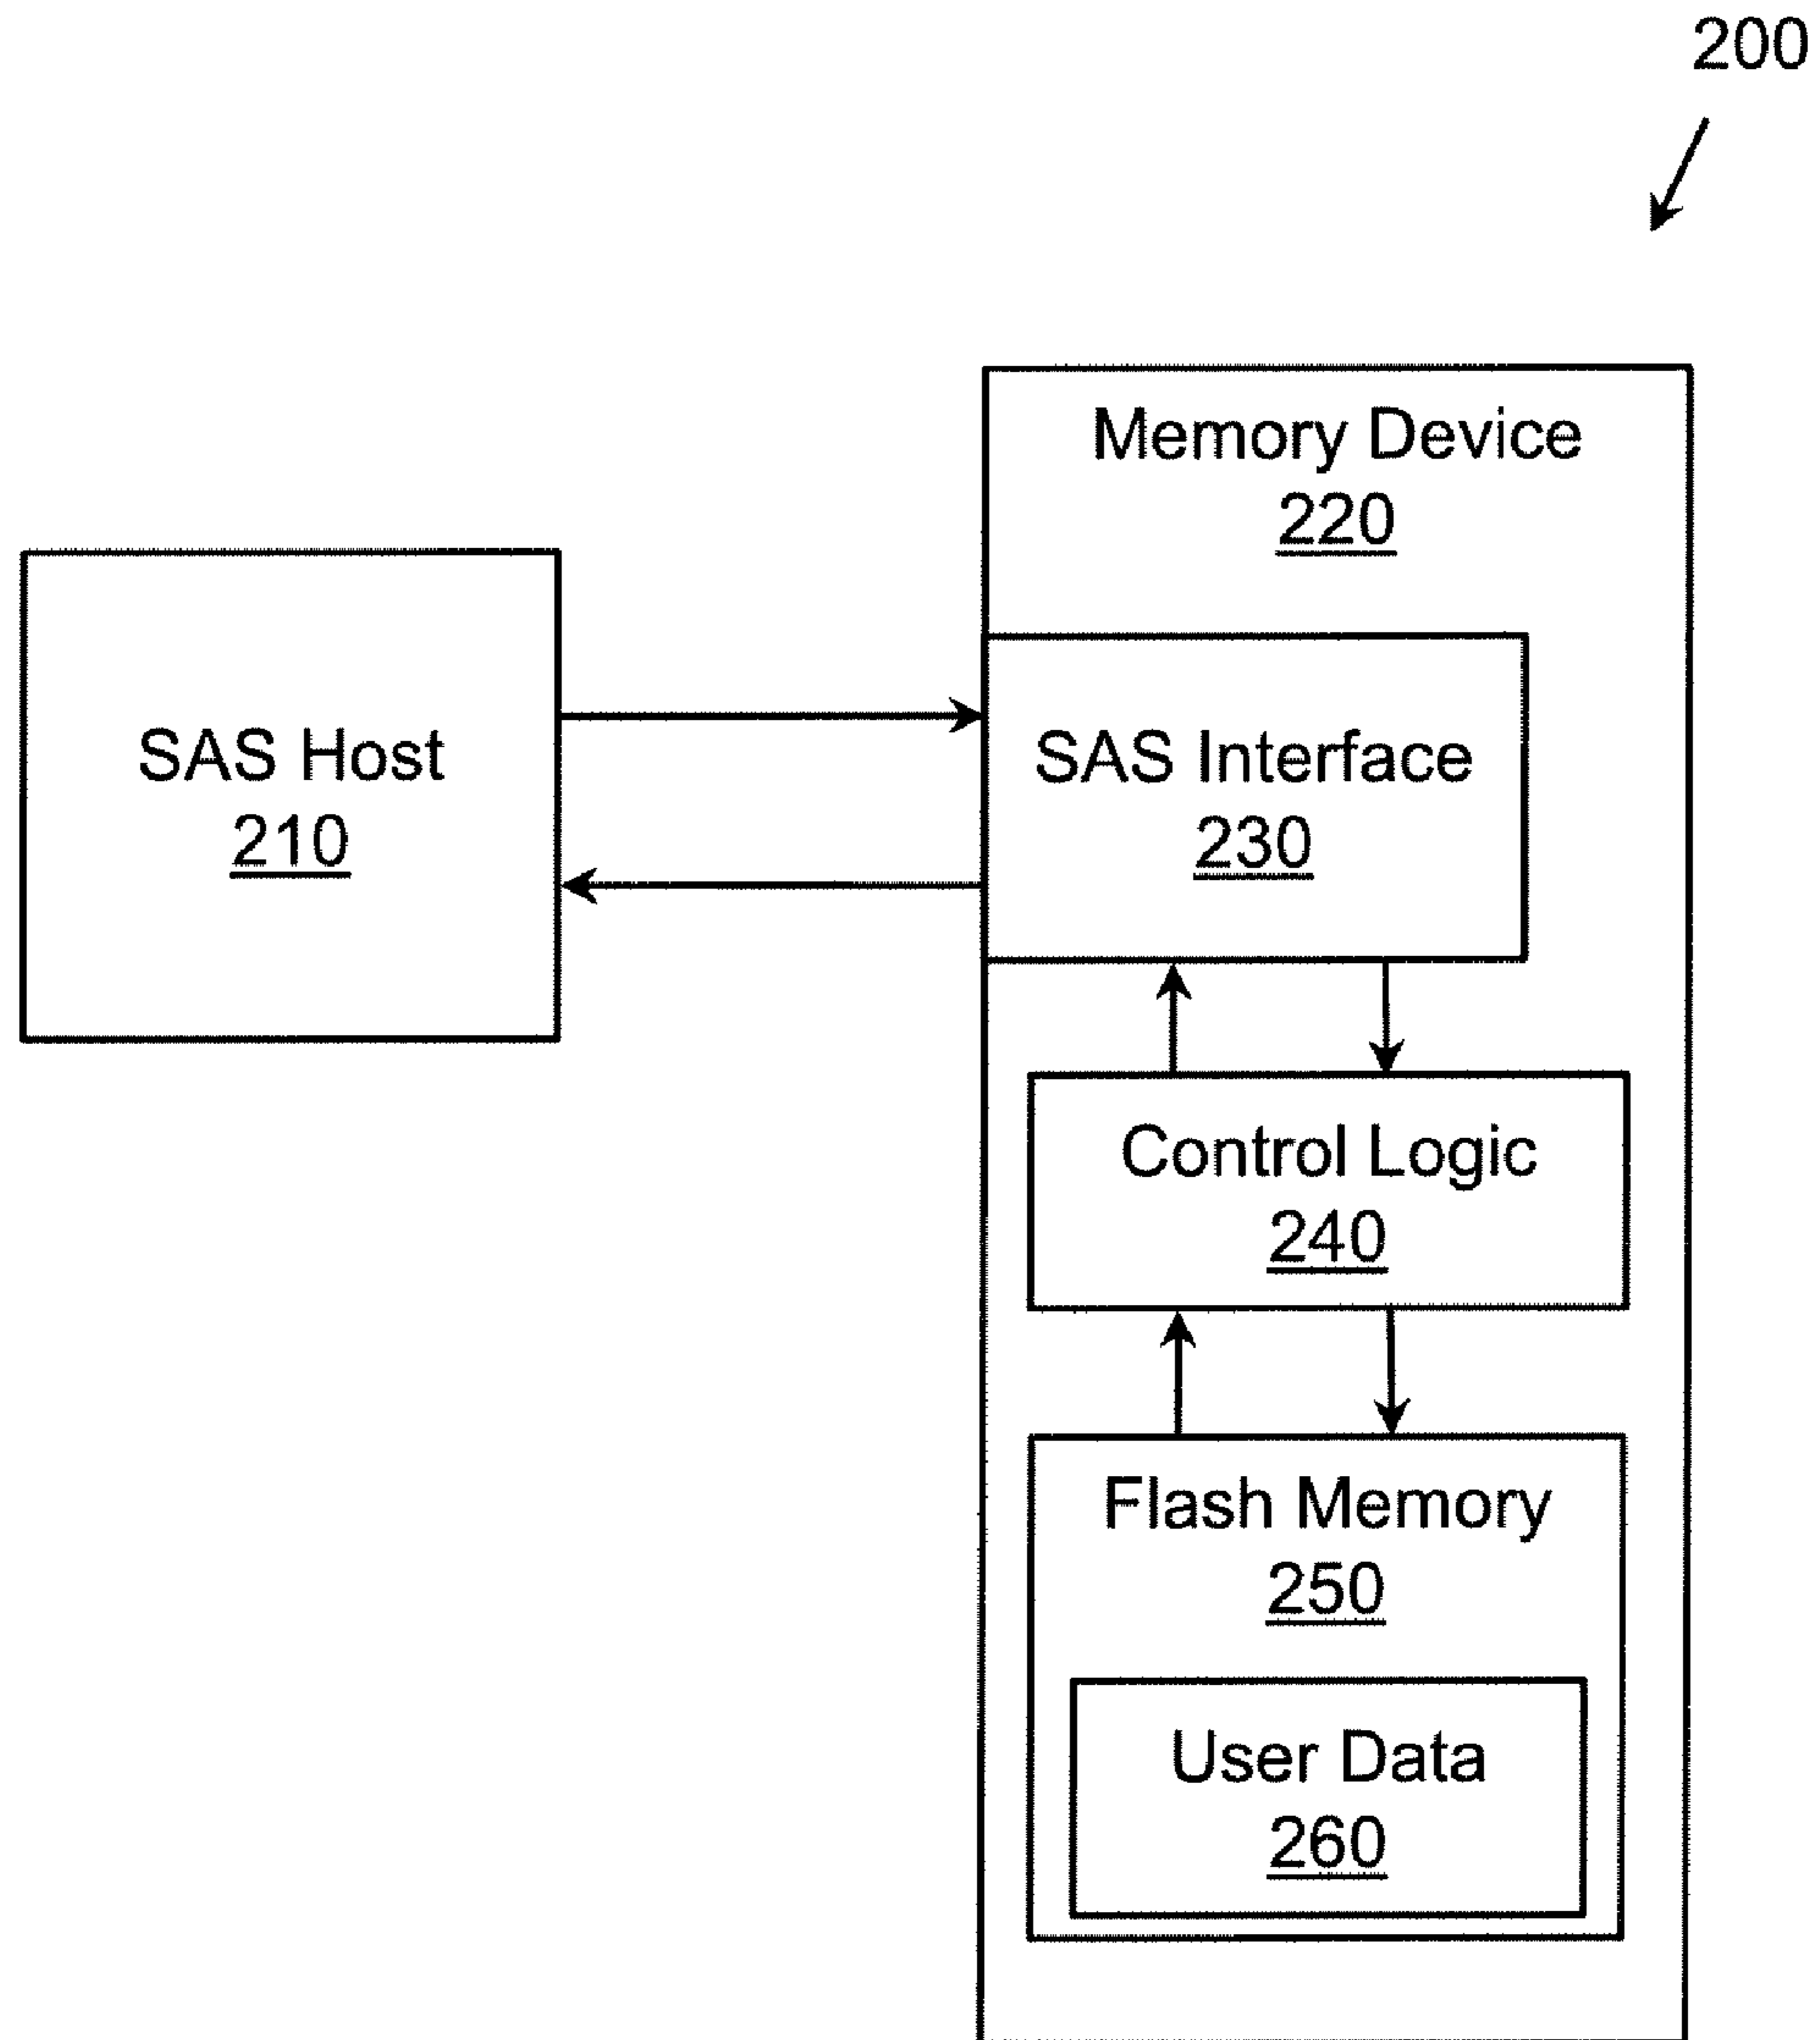 200
Memory Device
220
SAS Host
210
SAS Interface
230
Control Logic
240
Flash Memory
250
User Data
260